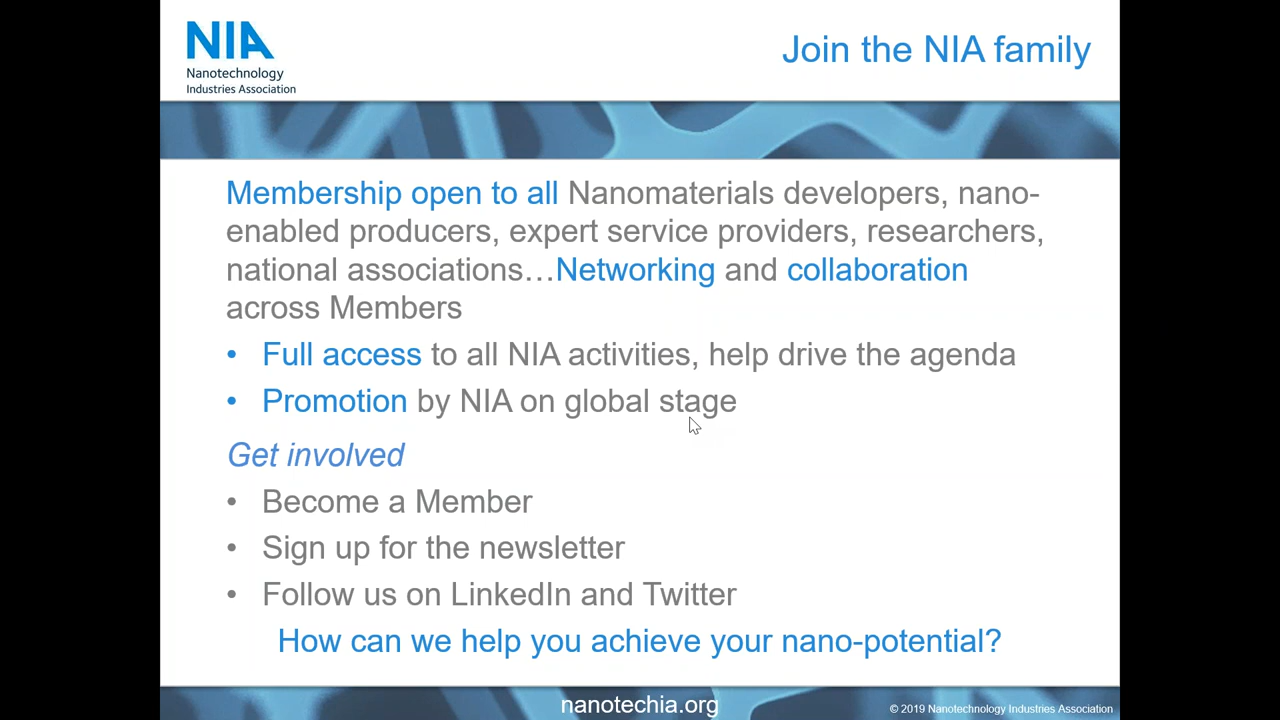 NIA
Nanotechnology
Industries Association
Join the NIA family
Membership open to all Nanomaterials developers, nano-
enabled producers, expert service providers, researchers,
national associations…Networking and collaboration
across Members
• Full access to all NIA activities, help drive the agenda
• Promotion by NIA on global stage
Get involved
• Become a Member
• Sign up for the newsletter
• Follow us on LinkedIn and Twitter
How can we help you achieve your nano-potential?
nanotechia.org
© 2019 Nanotechnology Industries Association